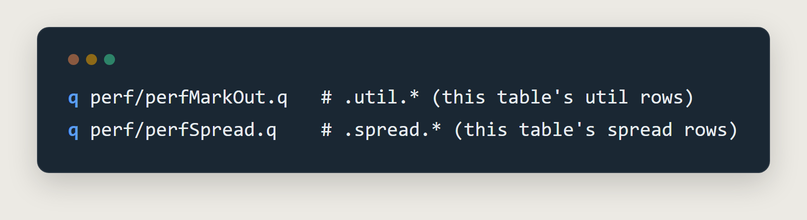 q perf/perfMarkOut.q   # .util.* (this table's util rows)
q perf/perfSpread.q    # .spread.* (this table's spread rows)